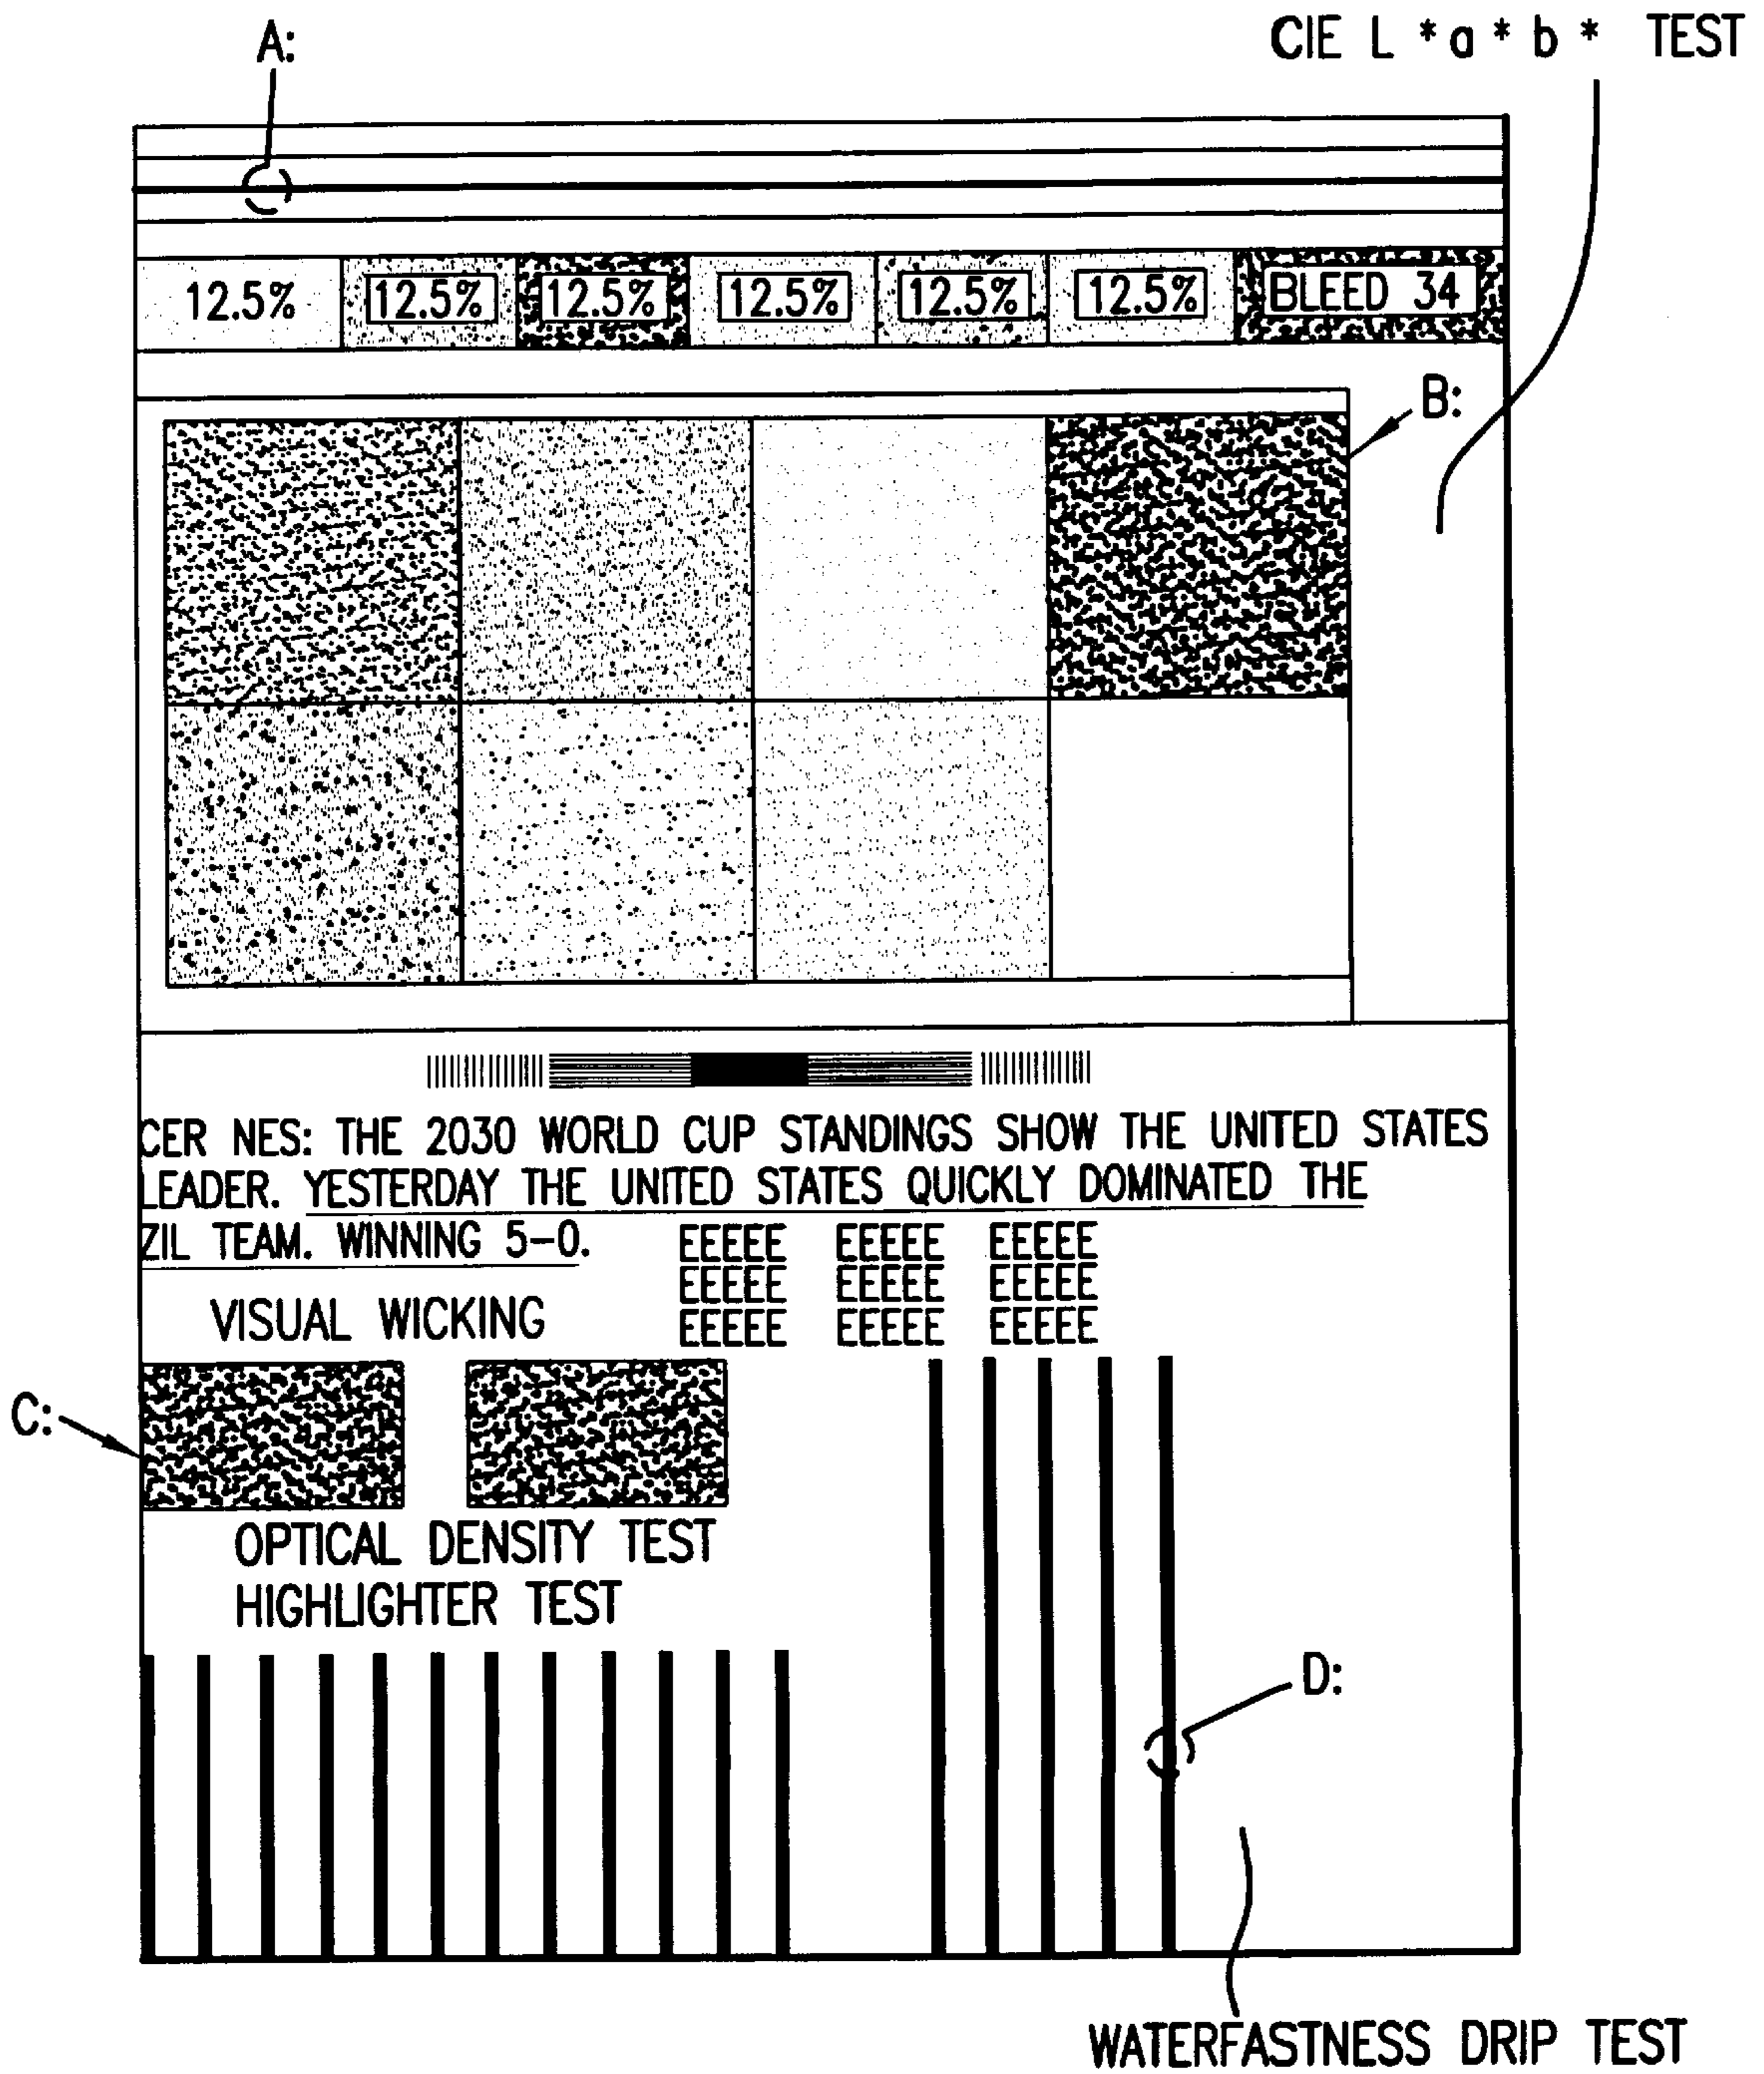 A:
CIE L * a * b * TEST
12.5% 12.5% 12.5% 12.5% 12.5% 12.5% BLEED 34
B:
CER NES: THE 2030 WORLD CUP STANDINGS SHOW THE UNITED STATES
LEADER. YESTERDAY THE UNITED STATES QUICKLY DOMINATED THE
ZIL TEAM. WINNING 5-0.
EEEEE EEEEE EEEEE
EEEEE EEEEE EEEEE
EEEEE EEEEE EEEEE
VISUAL WICKING
C:
OPTICAL DENSITY TEST
HIGHLIGHTER TEST
D:
WATERFASTNESS DRIP TEST